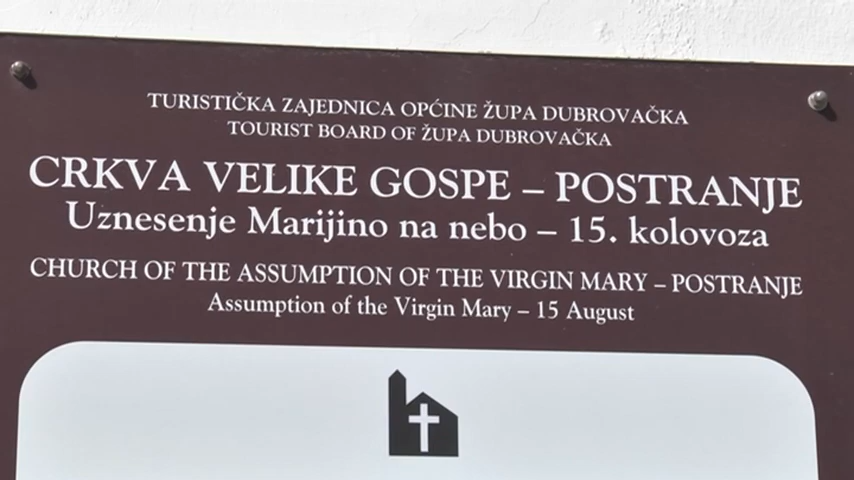 TURISTIČKA ZAJEDNICA OPĆINE ŽUPA DUBROVAČKA
TOURIST BOARD OF ŽUPA DUBROVAČKA
CRKVA VELIKE GOSPE – POSTRANJE
Uznesenje Marijino na nebo – 15. kolovoza
CHURCH OF THE ASSUMPTION OF THE VIRGIN MARY – POSTRANJE
Assumption of the Virgin Mary – 15 August